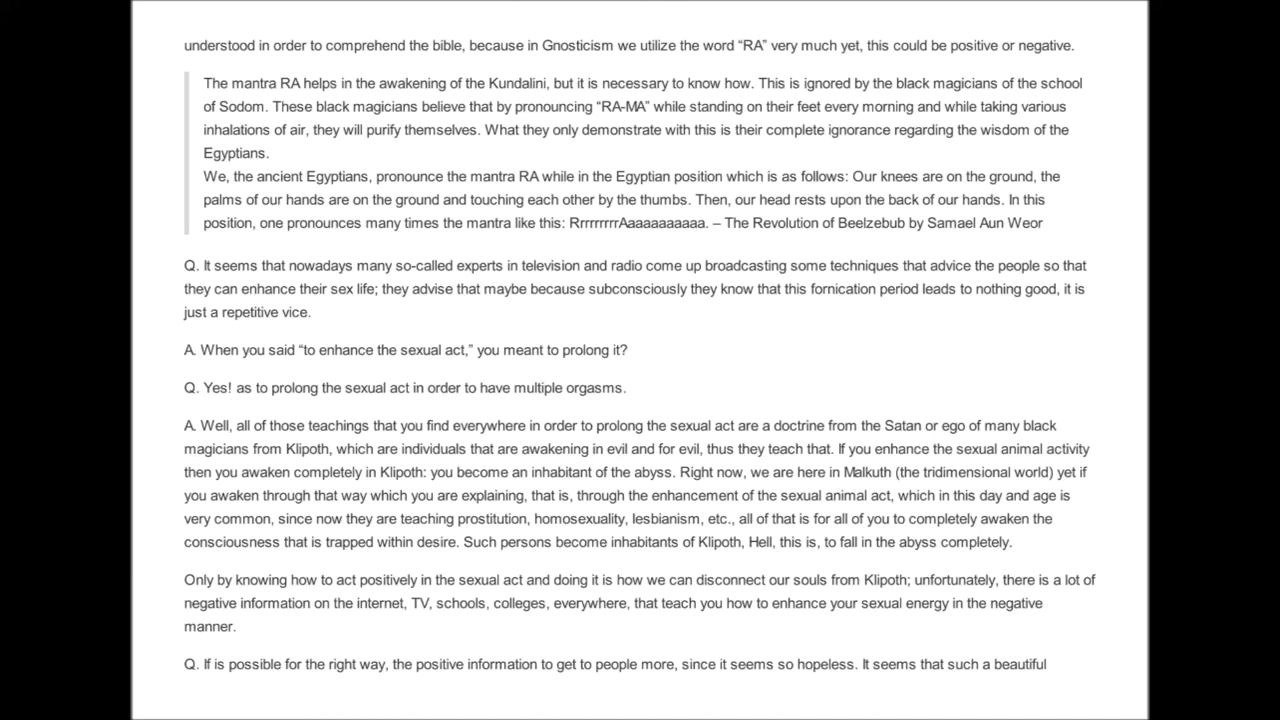 understood in order to comprehend the bible, because in Gnosticism we utilize the word “RA” very much yet, this could be positive or negative.
The mantra RA helps in the awakening of the Kundalini, but it is necessary to know how. This is ignored by the black magicians of the school
of Sodom. These black magicians believe that by pronouncing “RA-MA” while standing on their feet every morning and while taking various
inhalations of air, they will purify themselves. What they only demonstrate with this is their complete ignorance regarding the wisdom of the
Egyptians.
We, the ancient Egyptians, pronounce the mantra RA while in the Egyptian position which is as follows: Our knees are on the ground, the
palms of our hands are on the ground and touching each other by the thumbs. Then, our head rests upon the back of our hands. In this
position, one pronounces many times the mantra like this: RrrrrrrrrAaaaaaaaaaa. – The Revolution of Beelzebub by Samael Aun Weor
Q. It seems that nowadays many so-called experts in television and radio come up broadcasting some techniques that advice the people so that
they can enhance their sex life; they advise that maybe because subconsciously they know that this fornication period leads to nothing good, it is
just a repetitive vice.
A. When you said “to enhance the sexual act,” you meant to prolong it?
Q. Yes! as to prolong the sexual act in order to have multiple orgasms.
A. Well, all of those teachings that you find everywhere in order to prolong the sexual act are a doctrine from the Satan or ego of many black
magicians from Klipoth, which are individuals that are awakening in evil and for evil, thus they teach that. If you enhance the sexual animal activity
then you awaken completely in Klipoth: you become an inhabitant of the abyss. Right now, we are here in Malkuth (the tridimensional world) yet if
you awaken through that way which you are explaining, that is, through the enhancement of the sexual animal act, which in this day and age is
very common, since now they are teaching prostitution, homosexuality, lesbianism, etc., all of that is for all of you to completely awaken the
consciousness that is trapped within desire. Such persons become inhabitants of Klipoth, Hell, this is, to fall in the abyss completely.
Only by knowing how to act positively in the sexual act and doing it is how we can disconnect our souls from Klipoth; unfortunately, there is a lot of
negative information on the internet, TV, schools, colleges, everywhere, that teach you how to enhance your sexual energy in the negative
manner.
Q. If is possible for the right way, the positive information to get to people more, since it seems so hopeless. It seems that such a beautiful